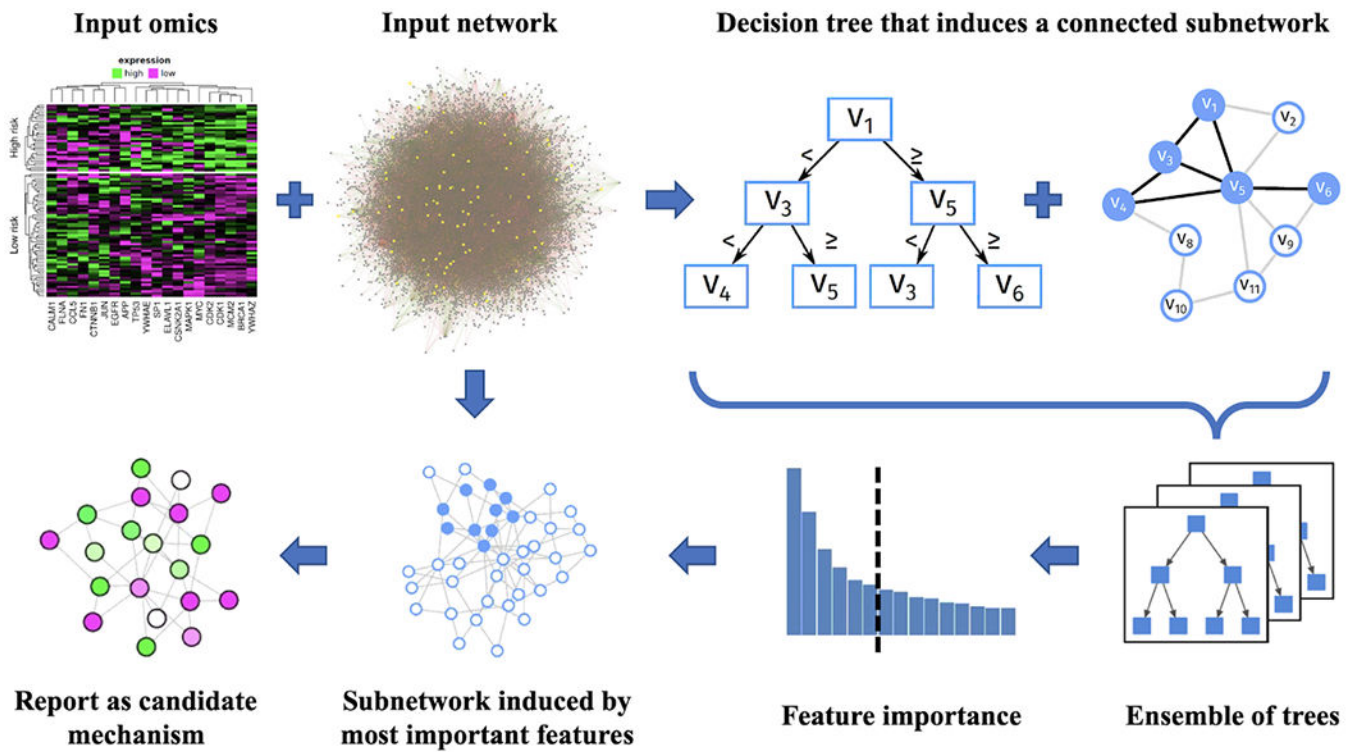 Input omics
Input network
Decision tree that induces a connected subnetwork
expression
high low
High risk
Low risk
CALM1
FLNA
CCL5
FN1
CTNNB1
JUN
EGFR
APP
TP53
YWHAE
SP1
ELAVL1
CSNK2A1
MAPK1
MYC
CDK2
CDK1
MCM2
BRCA1
YWHAZ
V1
< ≥
V3 V5
< ≥ < ≥
V4 V5 V3 V6
V1
V2
V3
V5
V6
V4
V8
V9
V11
V10
Report as candidate
mechanism
Subnetwork induced by
most important features
Feature importance
Ensemble of trees